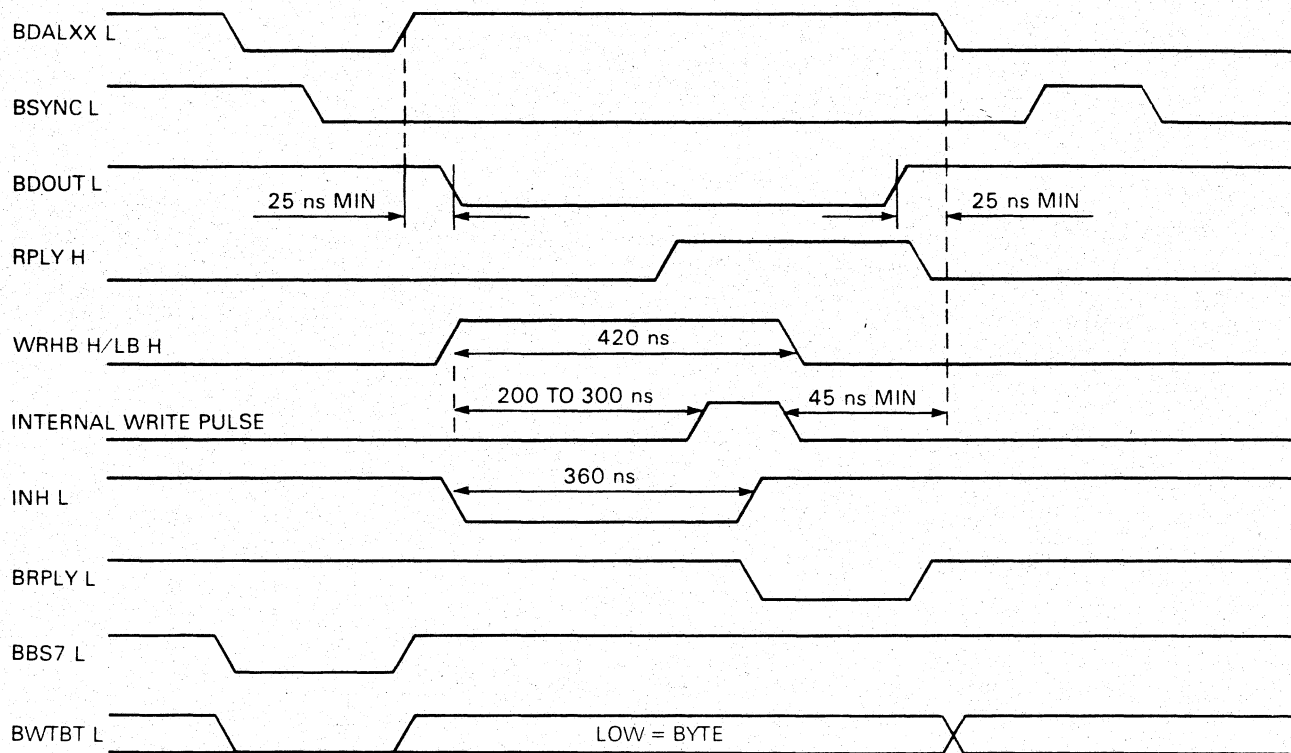 BDALXX L
BSYNC L
BDOUT L
25 ns MIN
25 ns MIN
RPLY H
WRHB H/LB H
420 ns
200 TO 300 ns
45 ns MIN
INTERNAL WRITE PULSE
360 ns
INH L
BRPLY L
BBS7 L
BWTBT L
LOW = BYTE